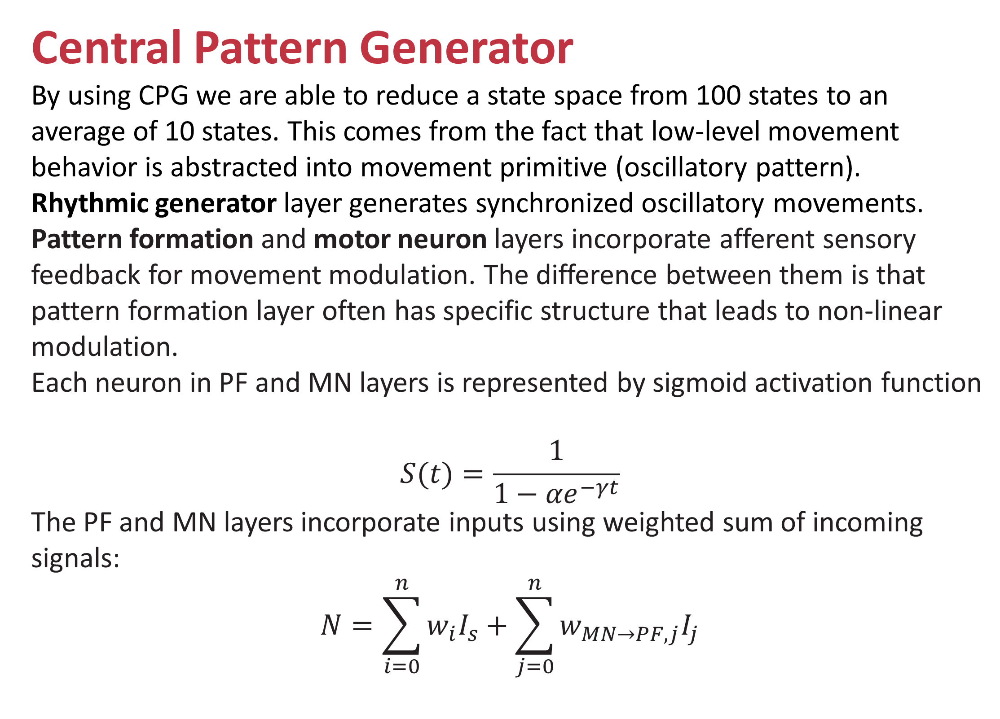 Central Pattern Generator
By using CPG we are able to reduce a state space from 100 states to an
average of 10 states. This comes from the fact that low-level movement
behavior is abstracted into movement primitive (oscillatory pattern).
Rhythmic generator layer generates synchronized oscillatory movements.
Pattern formation and motor neuron layers incorporate afferent sensory
feedback for movement modulation. The difference between them is that
pattern formation layer often has specific structure that leads to non-linear
modulation.
Each neuron in PF and MN layers is represented by sigmoid activation function
S(t) = 1 / (1 − αe^{−γt})
The PF and MN layers incorporate inputs using weighted sum of incoming
signals:
N = ∑_{i=0}^{n} w_i I_s + ∑_{j=0}^{n} w_{MN→PF,j} I_j